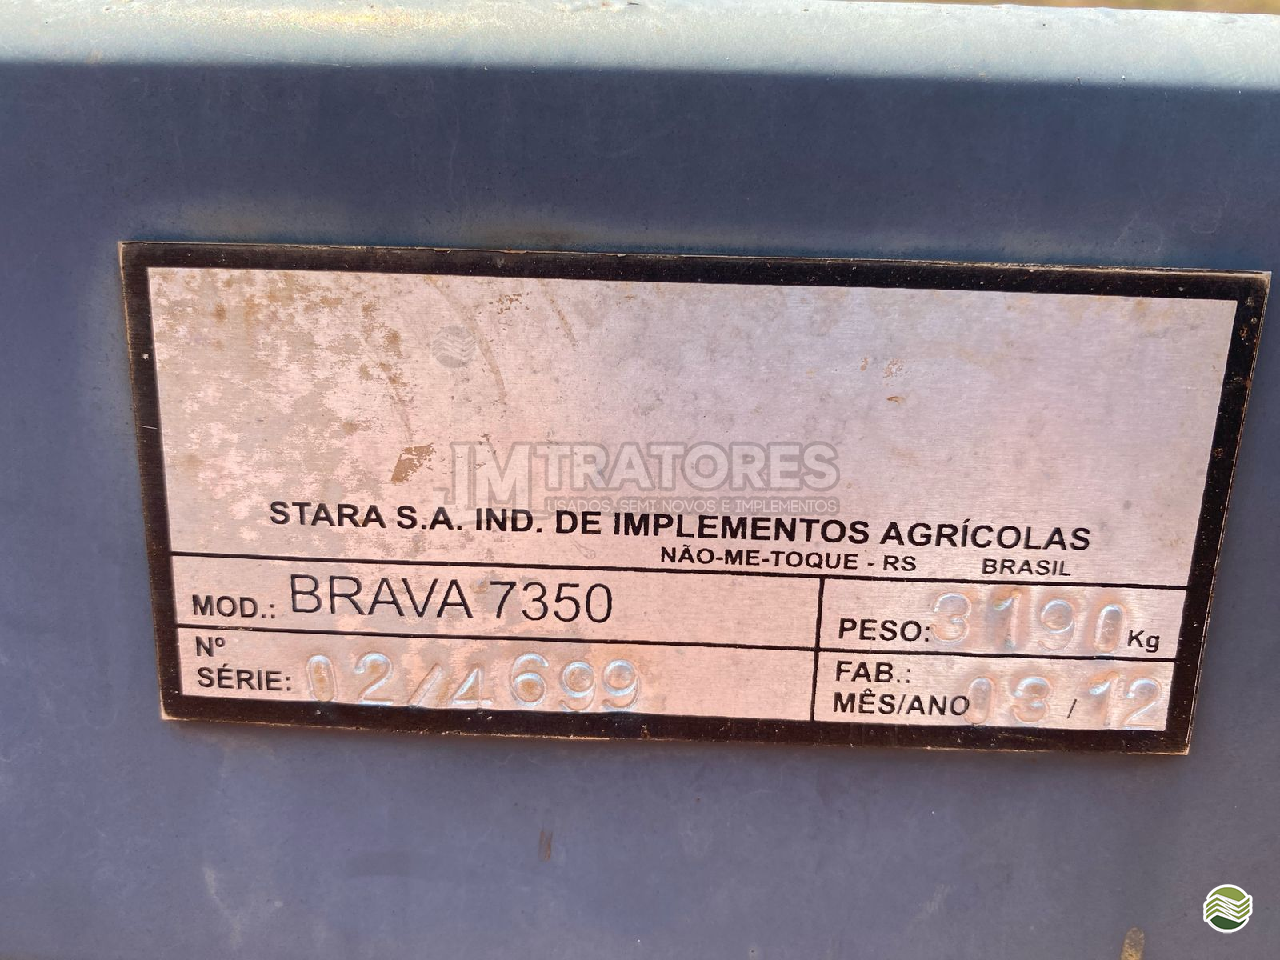 JM TRATORES
USADOS, SEMI NOVOS E IMPLEMENTOS
STARA S.A. IND. DE IMPLEMENTOS AGRÍCOLAS
NÃO-ME-TOQUE - RS BRASIL
MOD.: BRAVA 7350
PESO: 3190 Kg
Nº SÉRIE: 02/4699
FAB.: MÊS/ANO 03/12